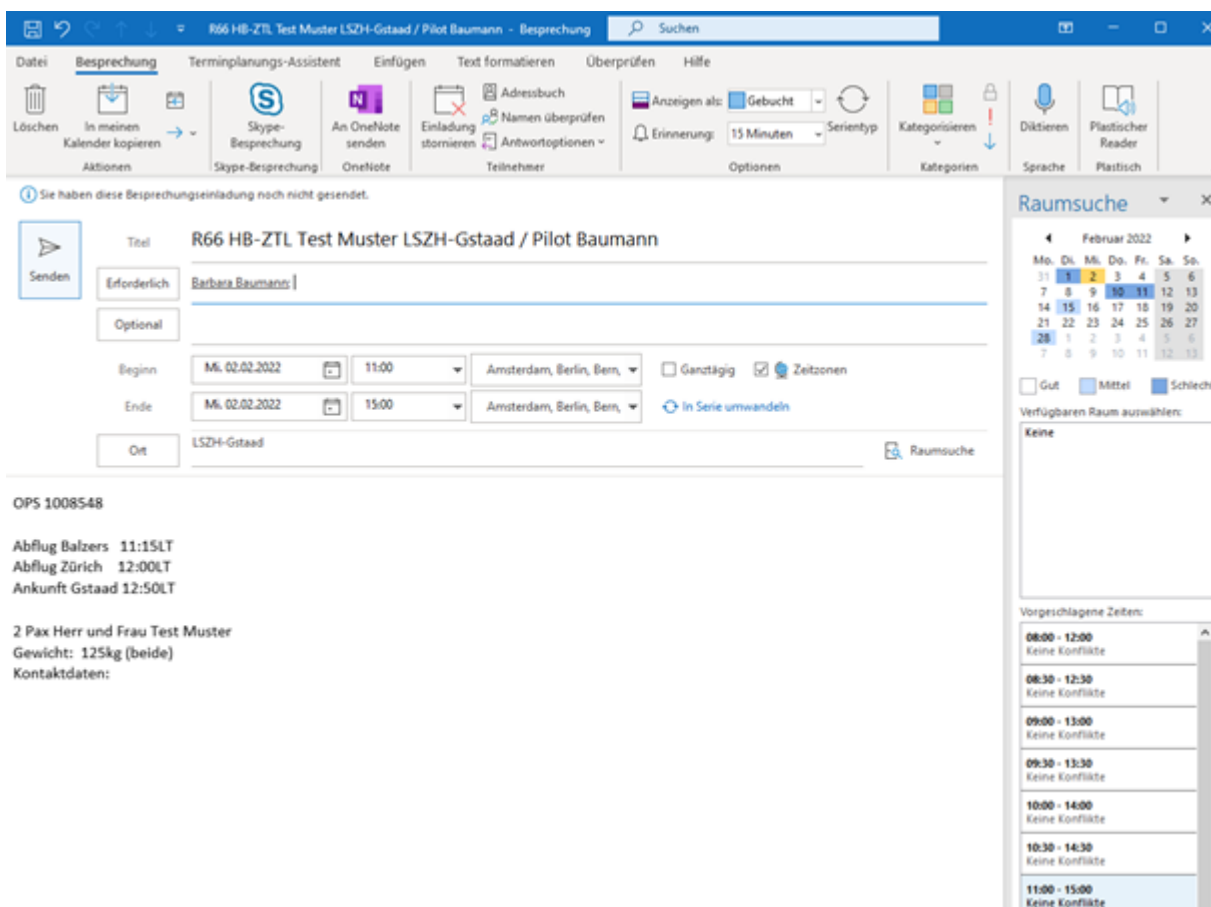 R66 HB-ZTL Test Muster LSZH-Gstaad / Pilot Baumann - Besprechung
Suchen
Datei Besprechung Terminplanungs-Assistent Einfügen Text formatieren Überprüfen Hilfe
Löschen
In meinen Kalender kopieren
Aktionen
Skype-Besprechung
Skype-Besprechung
An OneNote senden
OneNote
Einladung stornieren
Adressbuch
Namen überprüfen
Antwortoptionen
Teilnehmer
Anzeigen als: Gebucht
Erinnerung: 15 Minuten
Serientyp
Optionen
Kategorisieren
Kategorien
Diktieren
Sprache
Plastischer Reader
Plastisch
Sie haben diese Besprechungseinladung noch nicht gesendet.
Senden
Titel R66 HB-ZTL Test Muster LSZH-Gstaad / Pilot Baumann
Erforderlich Barbara Baumann;
Optional
Beginn Mi. 02.02.2022 11:00 Amsterdam, Berlin, Bern, Ganztägig Zeitzonen
Ende Mi. 02.02.2022 15:00 Amsterdam, Berlin, Bern, In Serie umwandeln
Ort LSZH-Gstaad Raumsuche
OPS 1008548
Abflug Balzers 11:15LT
Abflug Zürich 12:00LT
Ankunft Gstaad 12:50LT
2 Pax Herr und Frau Test Muster
Gewicht: 125kg (beide)
Kontaktdaten:
Raumsuche
Februar 2022
Mo. Di. Mi. Do. Fr. Sa. So.
31 1 2 3 4 5 6
7 8 9 10 11 12 13
14 15 16 17 18 19 20
21 22 23 24 25 26 27
28 1 2 3 4 5 6
7 8 9 10 11 12 13
Gut Mittel Schlecht
Verfügbaren Raum auswählen:
Keine
Vorgeschlagene Zeiten:
08:00 - 12:00
Keine Konflikte
08:30 - 12:30
Keine Konflikte
09:00 - 13:00
Keine Konflikte
09:30 - 13:30
Keine Konflikte
10:00 - 14:00
Keine Konflikte
10:30 - 14:30
Keine Konflikte
11:00 - 15:00
Keine Konflikte